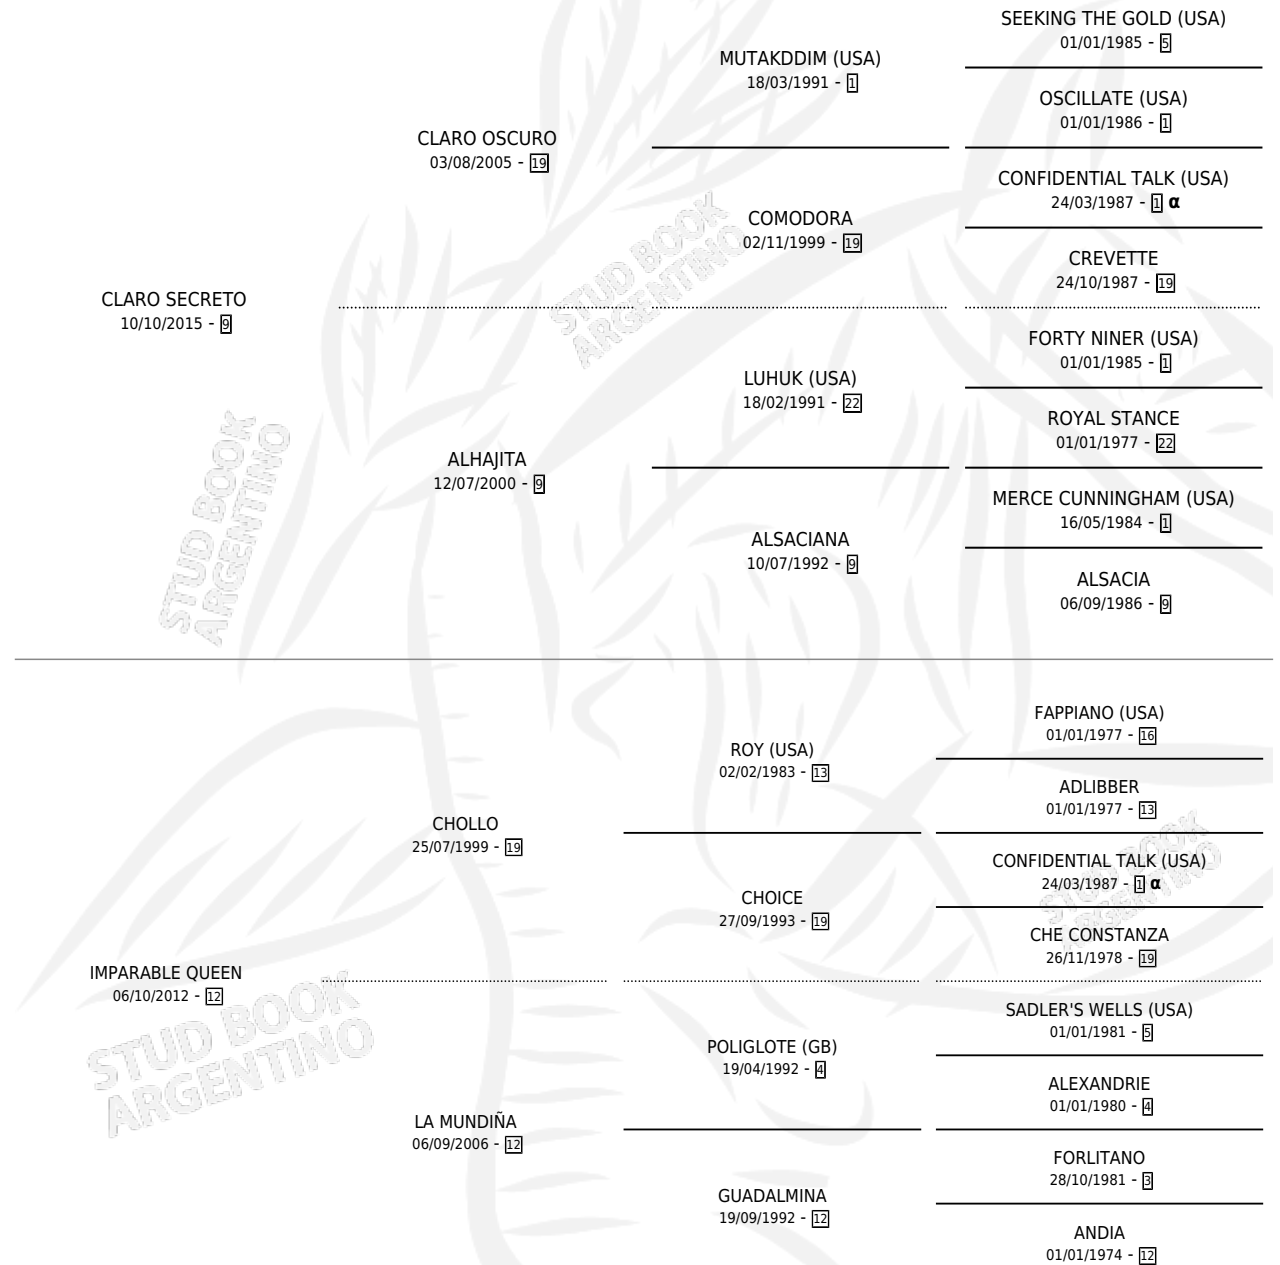 SEEKING THE GOLD (USA)
01/01/1985 - 5
MUTAKDDIM (USA)
18/03/1991 - 1
OSCILLATE (USA)
01/01/1986 - 1
CLARO OSCURO
03/08/2005 - 19
CONFIDENTIAL TALK (USA)
24/03/1987 - 1 α
COMODORA
02/11/1999 - 19
CREVETTE
24/10/1987 - 19
CLARO SECRETO
10/10/2015 - 9
FORTY NINER (USA)
01/01/1985 - 1
LUHUK (USA)
18/02/1991 - 22
ROYAL STANCE
01/01/1977 - 22
ALHAJITA
12/07/2000 - 9
MERCE CUNNINGHAM (USA)
16/05/1984 - 1
ALSACIANA
10/07/1992 - 9
ALSACIA
06/09/1986 - 9
STUD BOOK
ARGENTINO
STUD BOOK
ARGENTINO
FAPPIANO (USA)
01/01/1977 - 16
ROY (USA)
02/02/1983 - 13
ADLIBBER
01/01/1977 - 13
CHOLLO
25/07/1999 - 19
CONFIDENTIAL TALK (USA)
24/03/1987 - 1 α
CHOICE
27/09/1993 - 19
CHE CONSTANZA
26/11/1978 - 19
IMPARABLE QUEEN
06/10/2012 - 12
SADLER'S WELLS (USA)
01/01/1981 - 5
POLIGLOTE (GB)
19/04/1992 - 4
ALEXANDRIE
01/01/1980 - 4
LA MUNDIÑA
06/09/2006 - 12
FORLITANO
28/10/1981 - 3
GUADALMINA
19/09/1992 - 12
ANDIA
01/01/1974 - 12
STUD BOOK
ARGENTINO
STUD BOOK
ARGENTINO